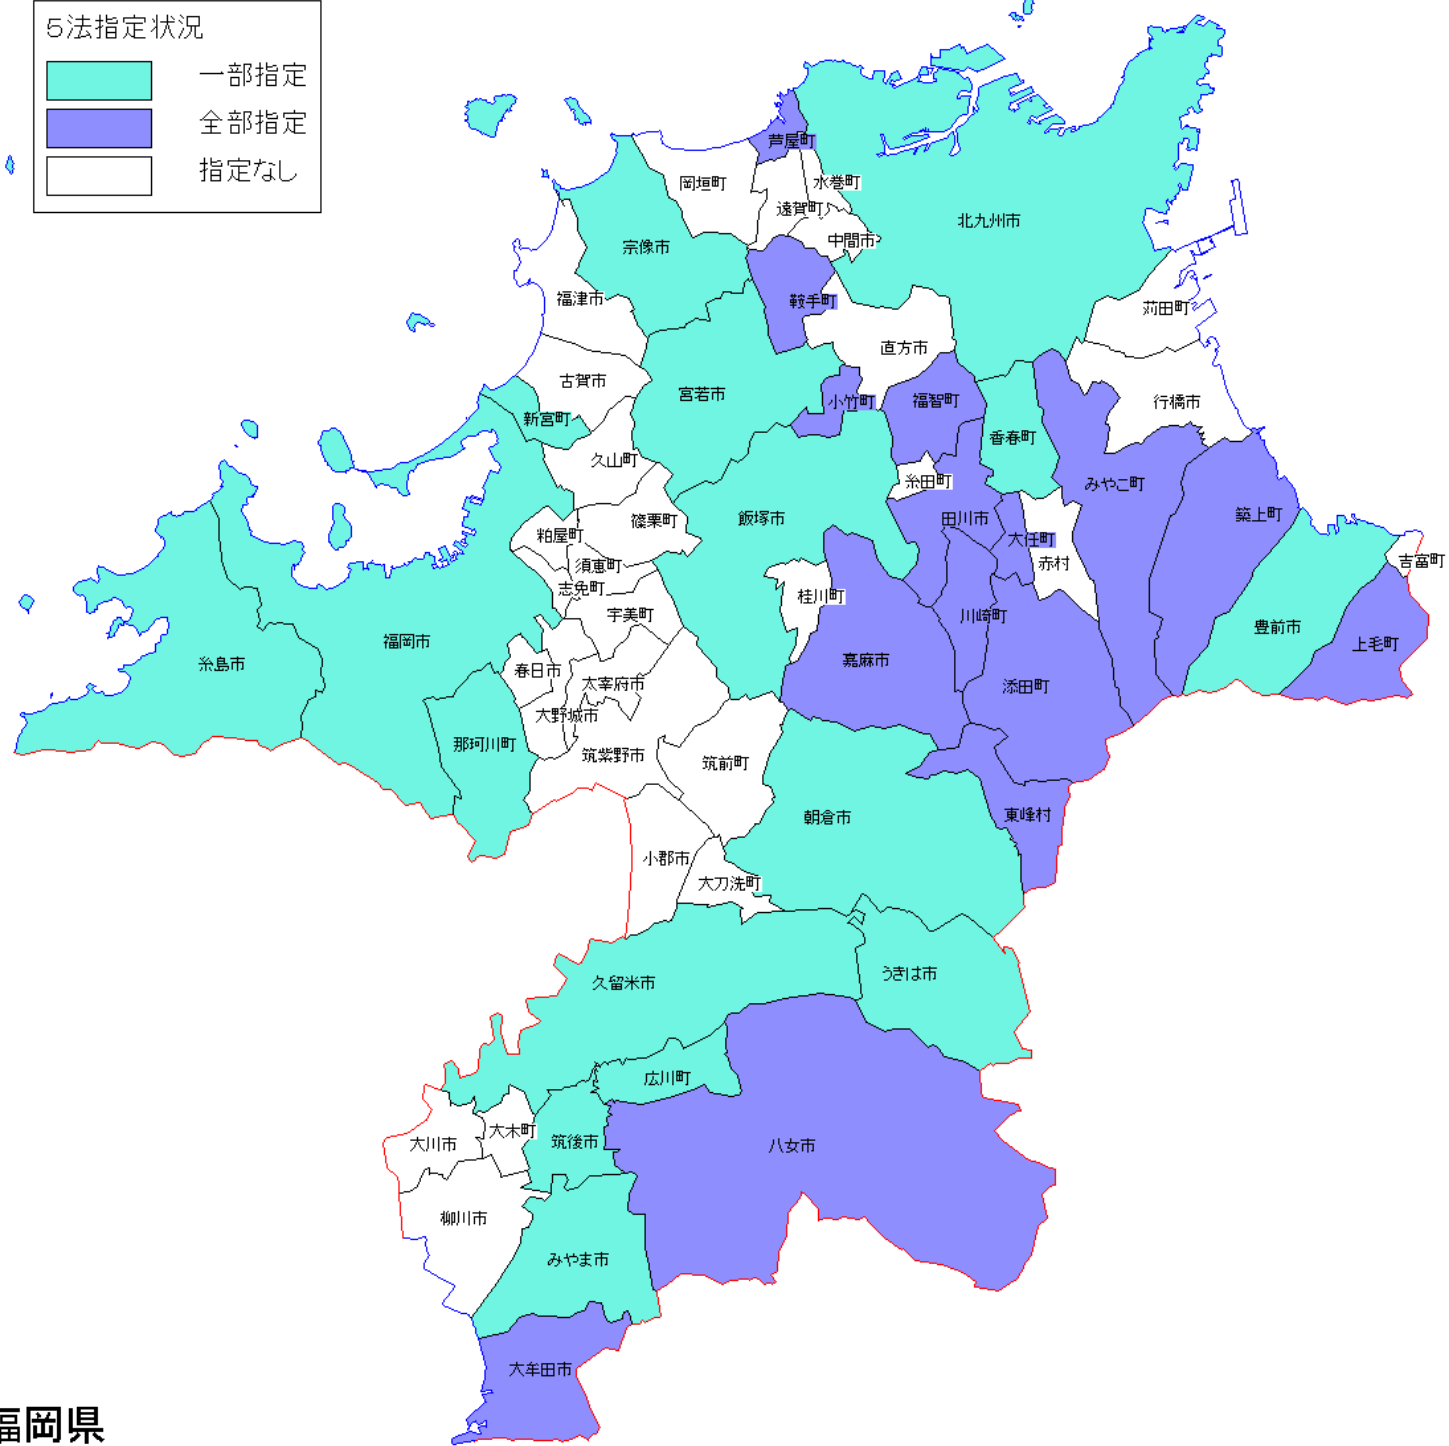 5法指定状況
一部指定
全部指定
指定なし
芦屋町
岡垣町
水巻町
遠賀町
北九州市
中間市
宗像市
福津市
鞍手町
苅田町
直方市
古賀市
宮若市
小竹町
福智町
行橋市
新宮町
香春町
久山町
糸田町
みやこ町
篠栗町
飯塚市
田川市
築上町
粕屋町
大任町
吉富町
須恵町
赤村
志免町
桂川町
宇美町
川崎町
豊前市
福岡市
上毛町
糸島市
春日市
嘉麻市
太宰府市
添田町
大野城市
那珂川町
筑紫野市
筑前町
朝倉市
東峰村
小郡市
大刀洗町
うきは市
久留米市
広川町
大木町
大川市
筑後市
八女市
柳川市
みやま市
大牟田市
福岡県